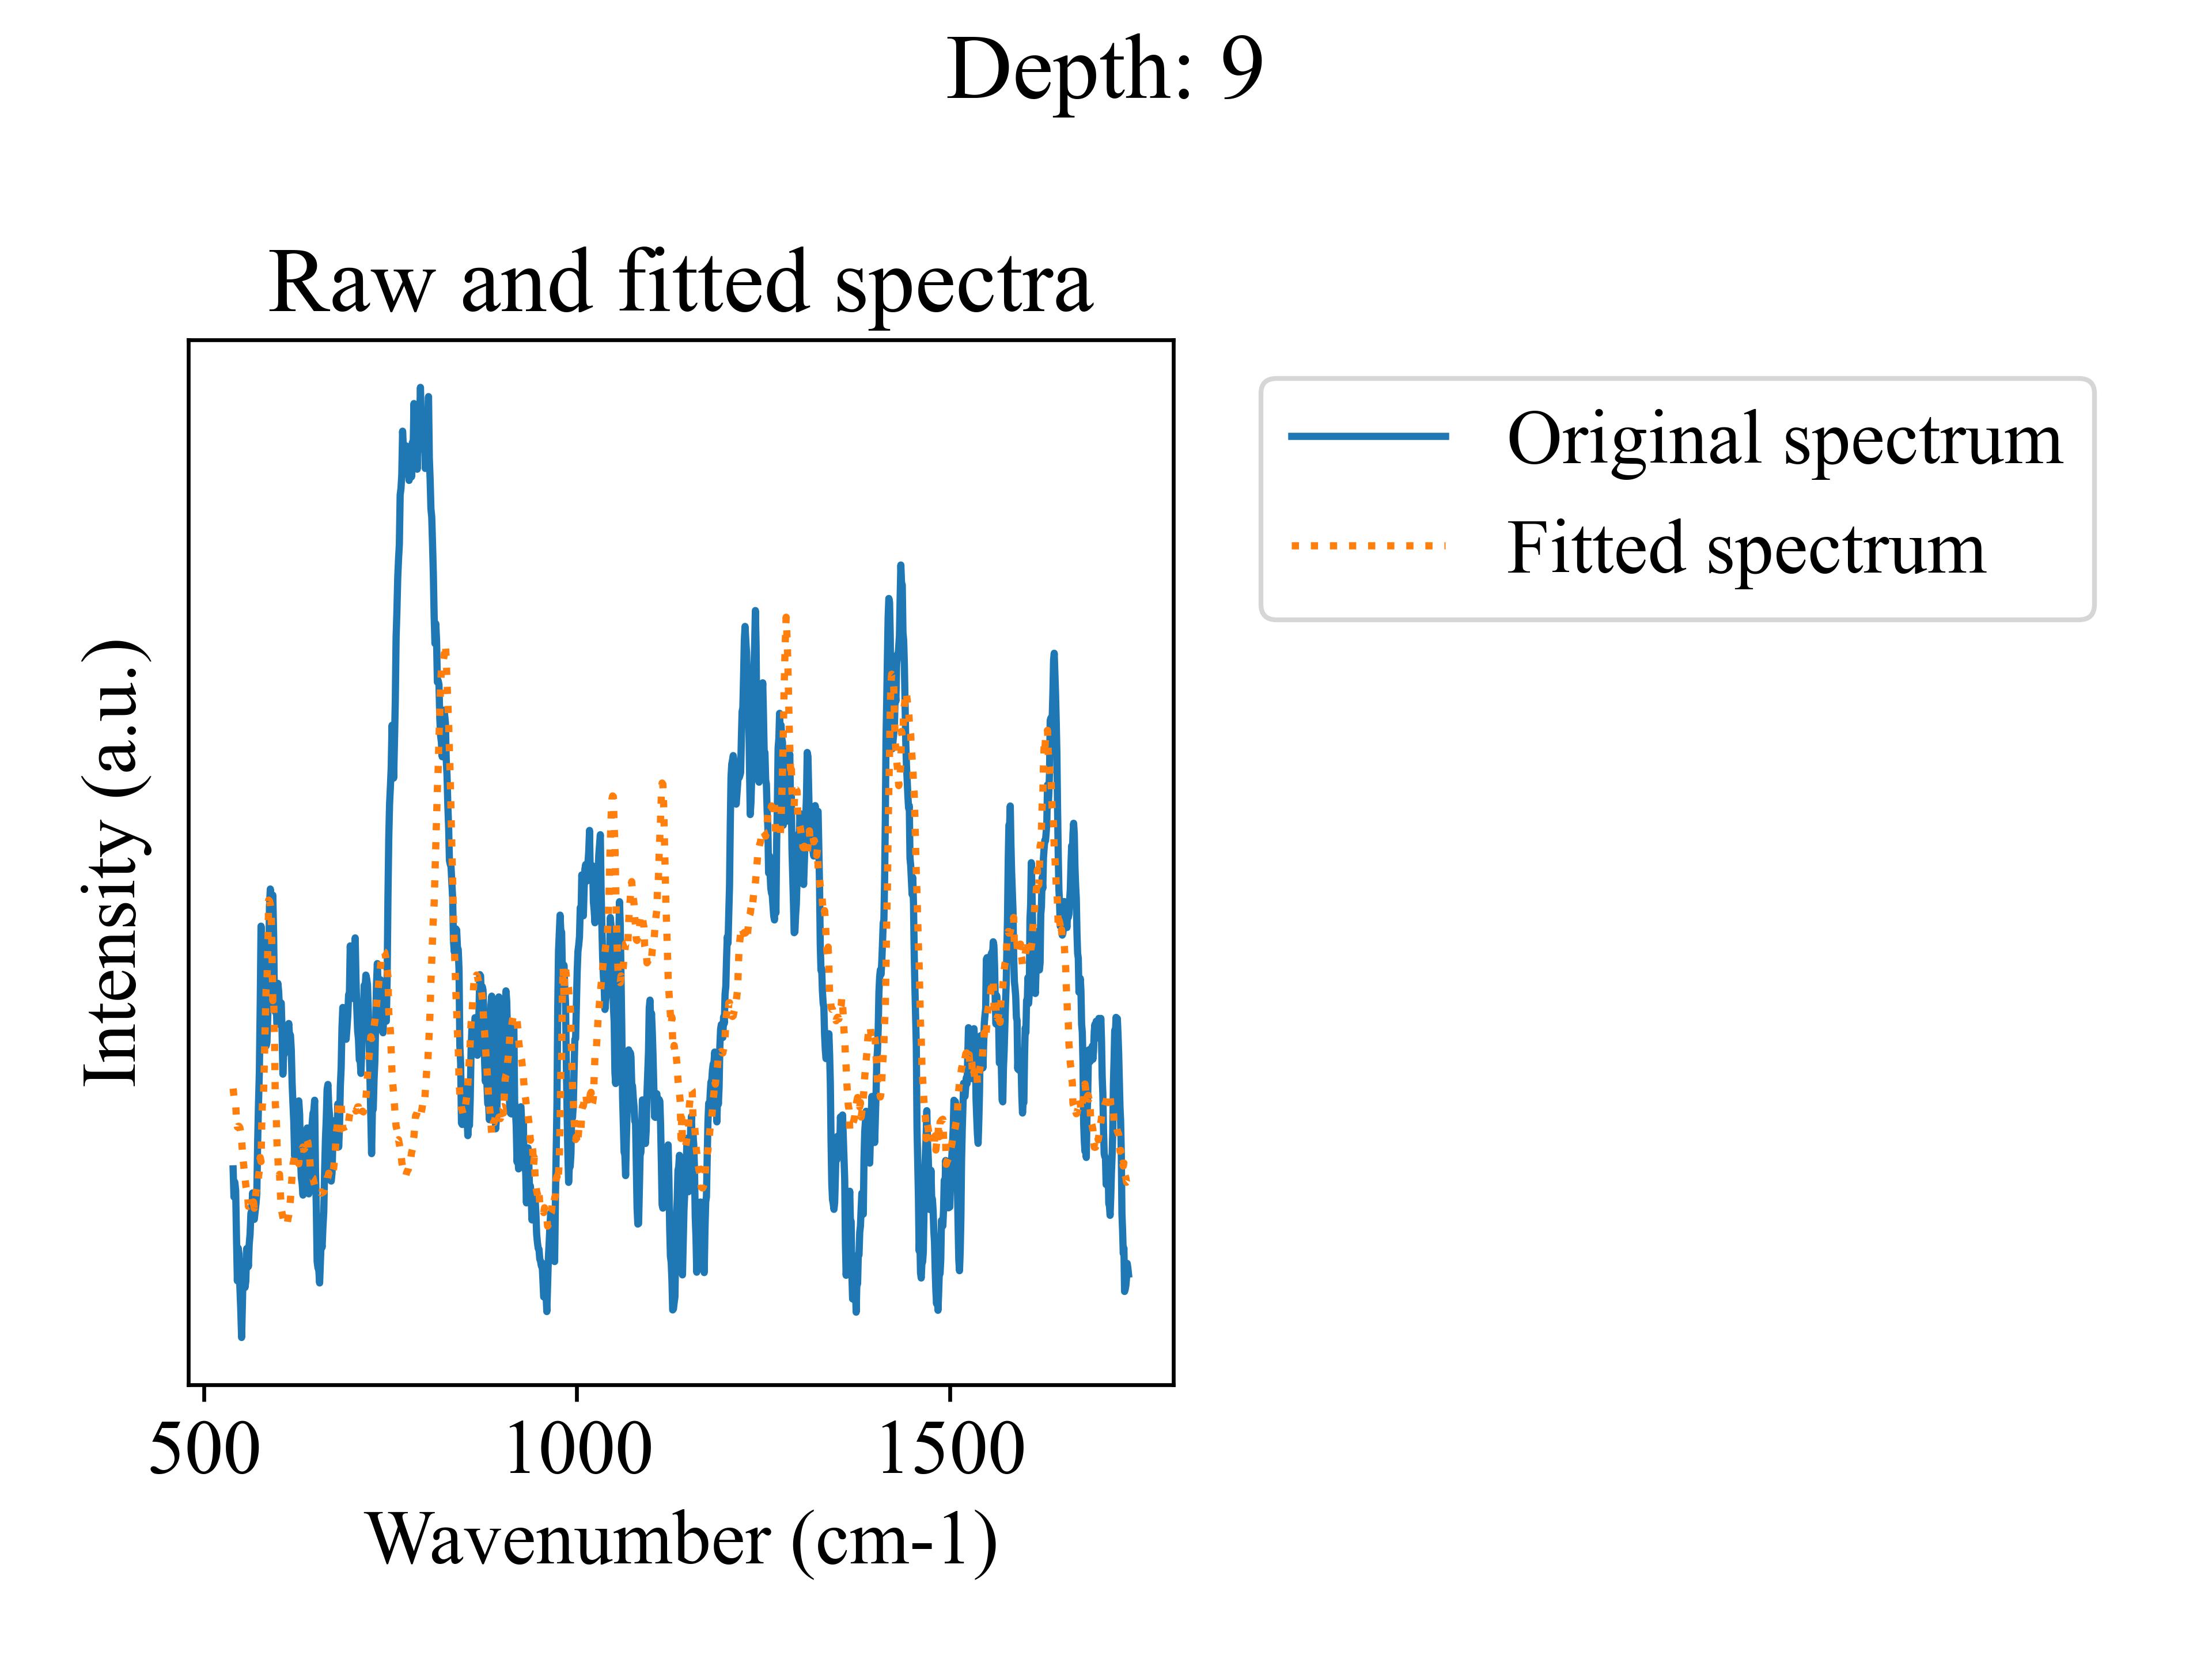 Depth: 9
Raw and fitted spectra
Original spectrum
Fitted spectrum
Intensity (a.u.)
500 1000 1500
Wavenumber (cm-1)